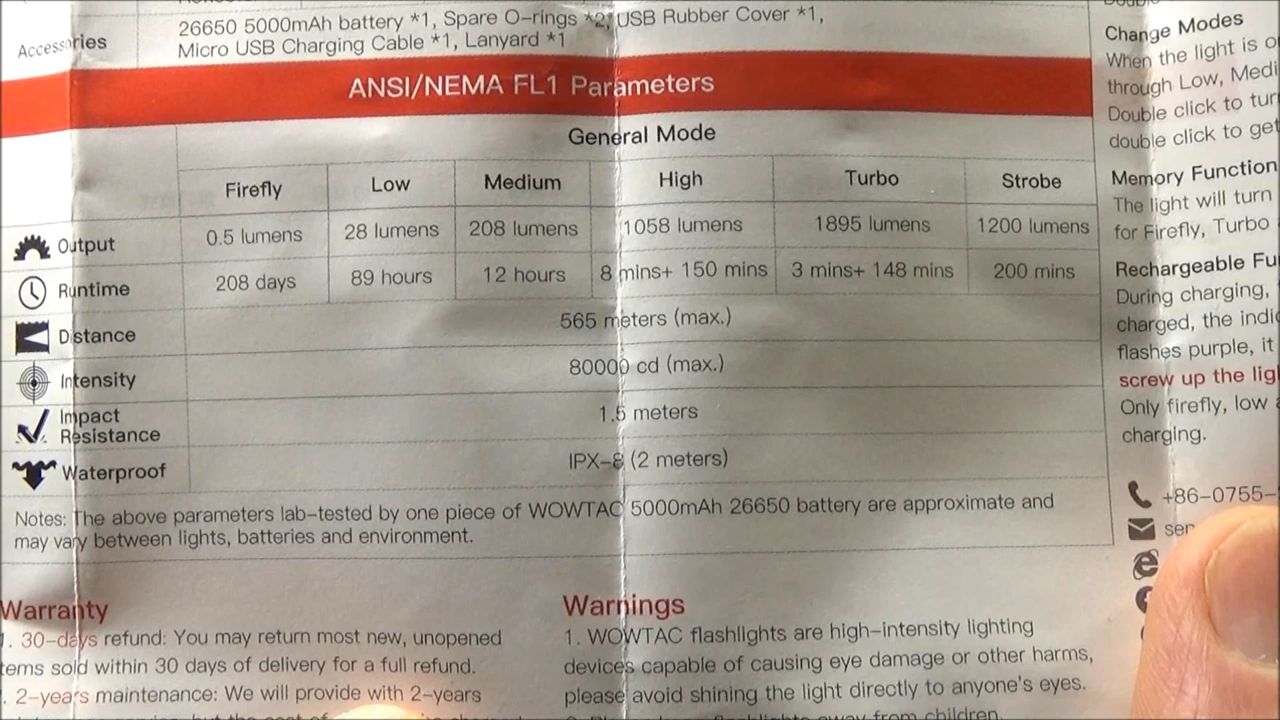 26650 5000mAh battery *1, Spare O-rings *2, USB Rubber Cover *1,
Accessories
Micro USB Charging Cable *1, Lanyard *1
ANSI/NEMA FL1 Parameters
General Mode
Firefly Low Medium High Turbo Strobe
Output 0.5 lumens 28 lumens 208 lumens 1058 lumens 1895 lumens 1200 lumens
Runtime 208 days 89 hours 12 hours 8 mins+ 150 mins 3 mins+ 148 mins 200 mins
Distance 565 meters (max.)
Intensity 80000 cd (max.)
Impact
Resistance 1.5 meters
Waterproof IPX-8 (2 meters)
Notes: The above parameters lab-tested by one piece of WOWTAC 5000mAh 26650 battery are approximate and
may vary between lights, batteries and environment.
Warranty
1. 30-days refund: You may return most new, unopened
items sold within 30 days of delivery for a full refund.
2-years maintenance: We will provide with 2-years
Warnings
1. WOWTAC flashlights are high-intensity lighting
devices capable of causing eye damage or other harms,
please avoid shining the light directly to anyone's eyes.
flashlights away from children.
Change Modes
When the light is
through Low,
Double click to
double click to get
Memory Function
The light will turn
for Firefly, Turbo
Rechargeable
During charging,
charged, the
flashes purple, it
screw up the
Only firefly, low
charging.
+86-0755-